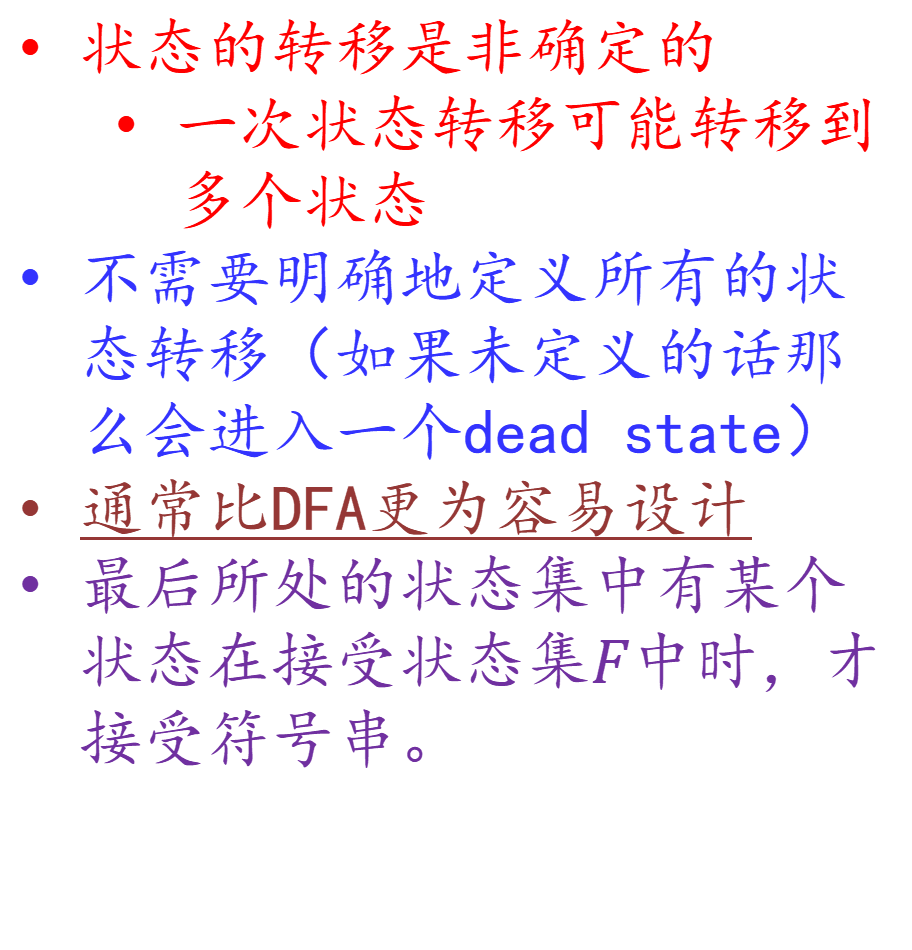 • 状态的转移是非确定的
• 一次状态转移可能转移到
多个状态
• 不需要明确地定义所有的状
态转移（如果未定义的话那
么会进入一个dead state）
• 通常比DFA更为容易设计
• 最后所处的状态集中有某个
状态在接受状态集F中时，才
接受符号串。